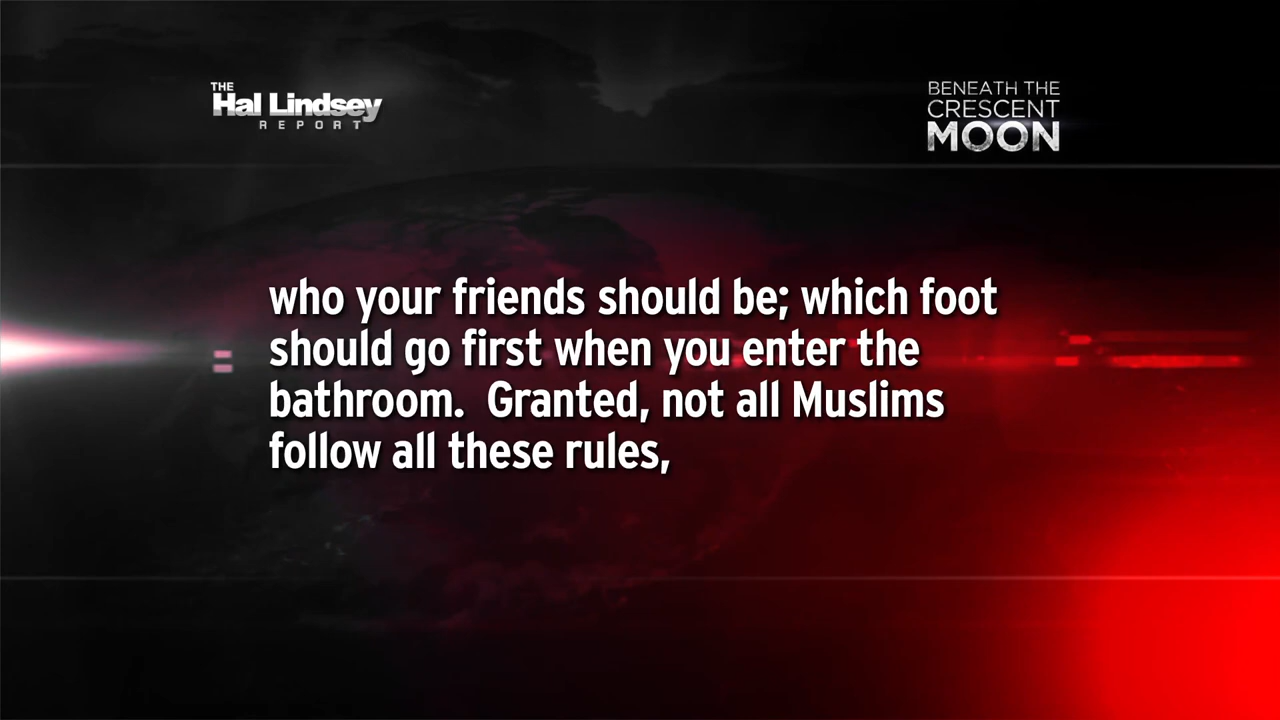 THE
Hal Lindsey
REPORT
BENEATH THE
CRESCENT
MOON
who your friends should be; which foot
should go first when you enter the
bathroom.  Granted, not all Muslims
follow all these rules,